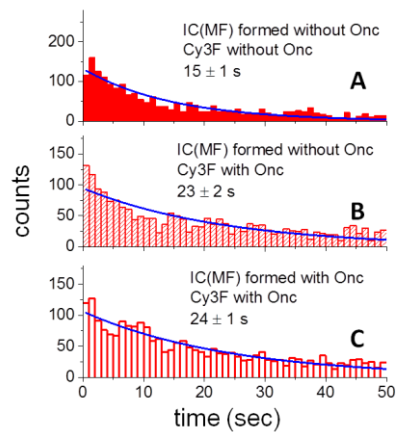 IC(MF) formed without Onc
Cy3F without Onc
15 ± 1 s
A
200
100
0
IC(MF) formed without Onc
Cy3F with Onc
23 ± 2 s
B
150
100
50
0
counts
IC(MF) formed with Onc
Cy3F with Onc
24 ± 1 s
C
150
100
50
0
0 10 20 30 40 50
time (sec)